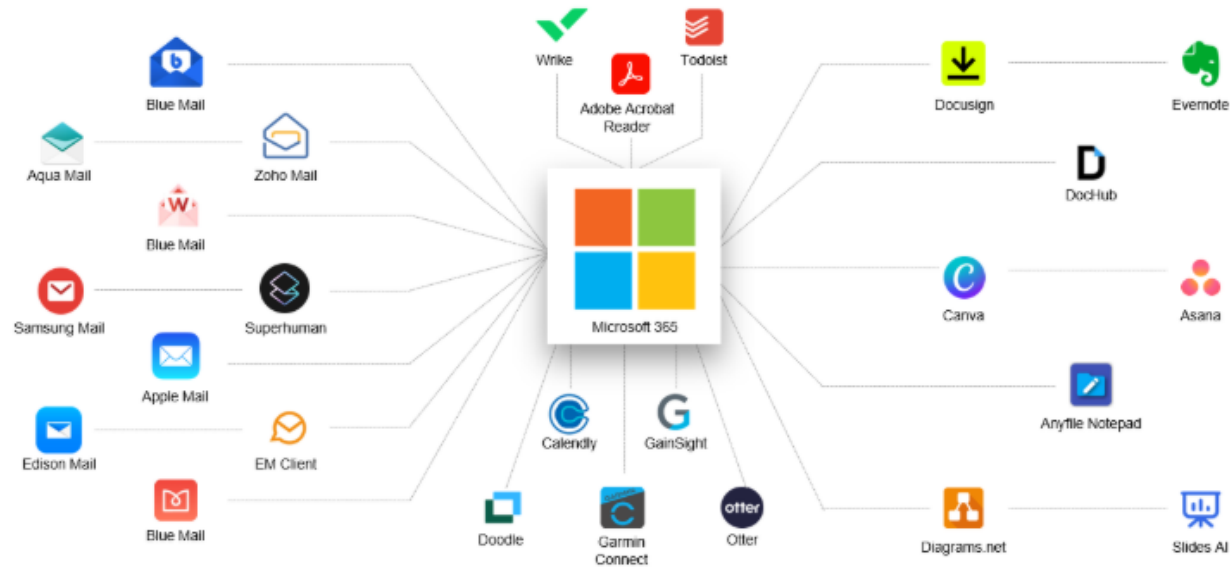 Wrike
Todoist
Adobe Acrobat
Reader
Blue Mail
Docusign
Evernote
Aqua Mail
Zoho Mail
DocHub
W
Blue Mail
Samsung Mail
Superhuman
Microsoft 365
Canva
Asana
Apple Mail
Calendly
GainSight
Anyfile Notepad
Edison Mail
EM Client
otter
Blue Mail
Doodle
Garmin
Connect
Otter
Diagrams.net
Slides AI